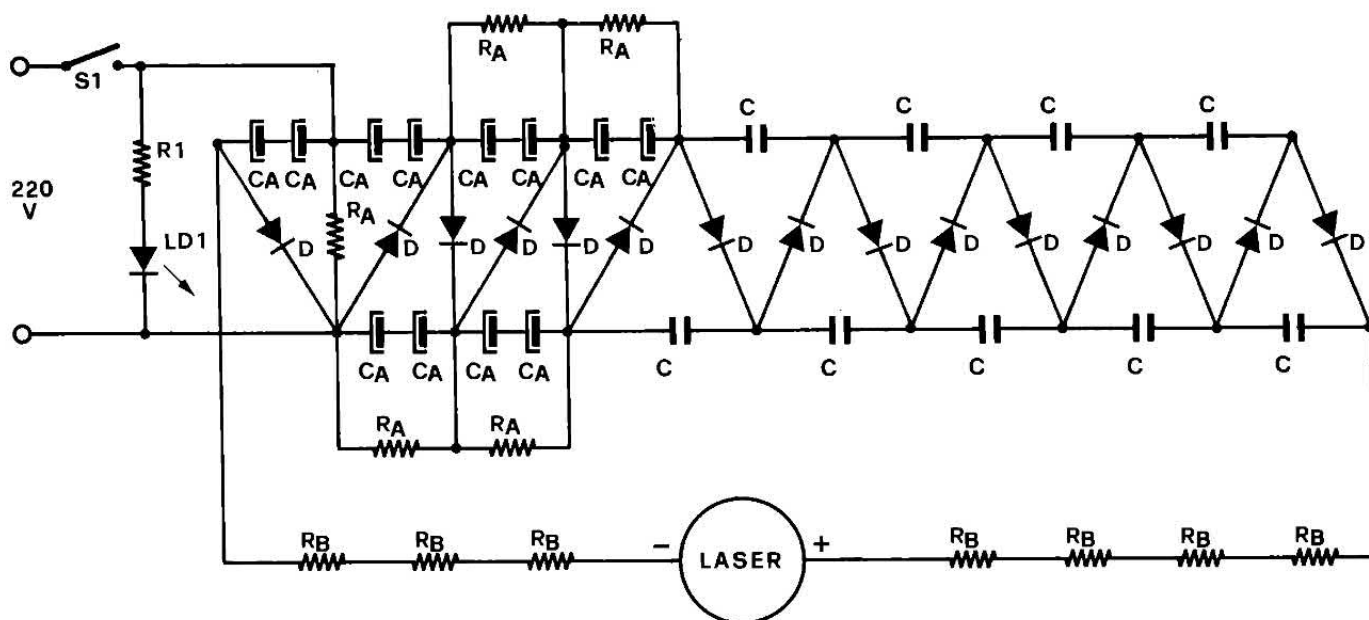 RA RA
S1
C C C C
R1
CA CA CA CA CA CA CA CA
220
V
RA
LD1
D D D D D D D D D D D D D
C C C C C
CA CA CA CA
RA RA
RB RB RB - LASER + RB RB RB RB